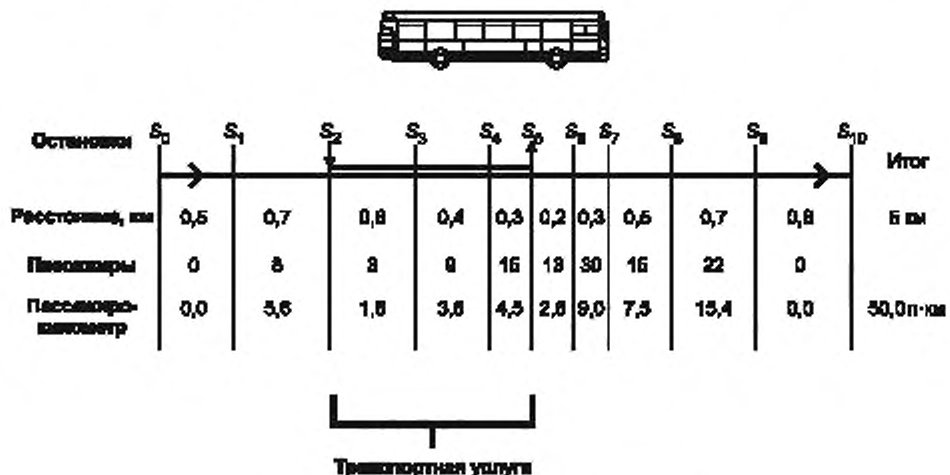 Остановки S0 S1 S2 S3 S4 S5 S6 S7 S8 S9 S10 Итог
Расстояние, км 0,5 0,7 0,6 0,4 0,3 0,2 0,3 0,5 0,7 0,8 5 км
Пассажиры 0 8 3 9 15 13 30 15 22 0
Пассажиро-
километр 0,0 5,6 1,8 3,6 4,5 2,6 9,0 7,5 15,4 0,0 50,0 п·км
Транспортная услуга